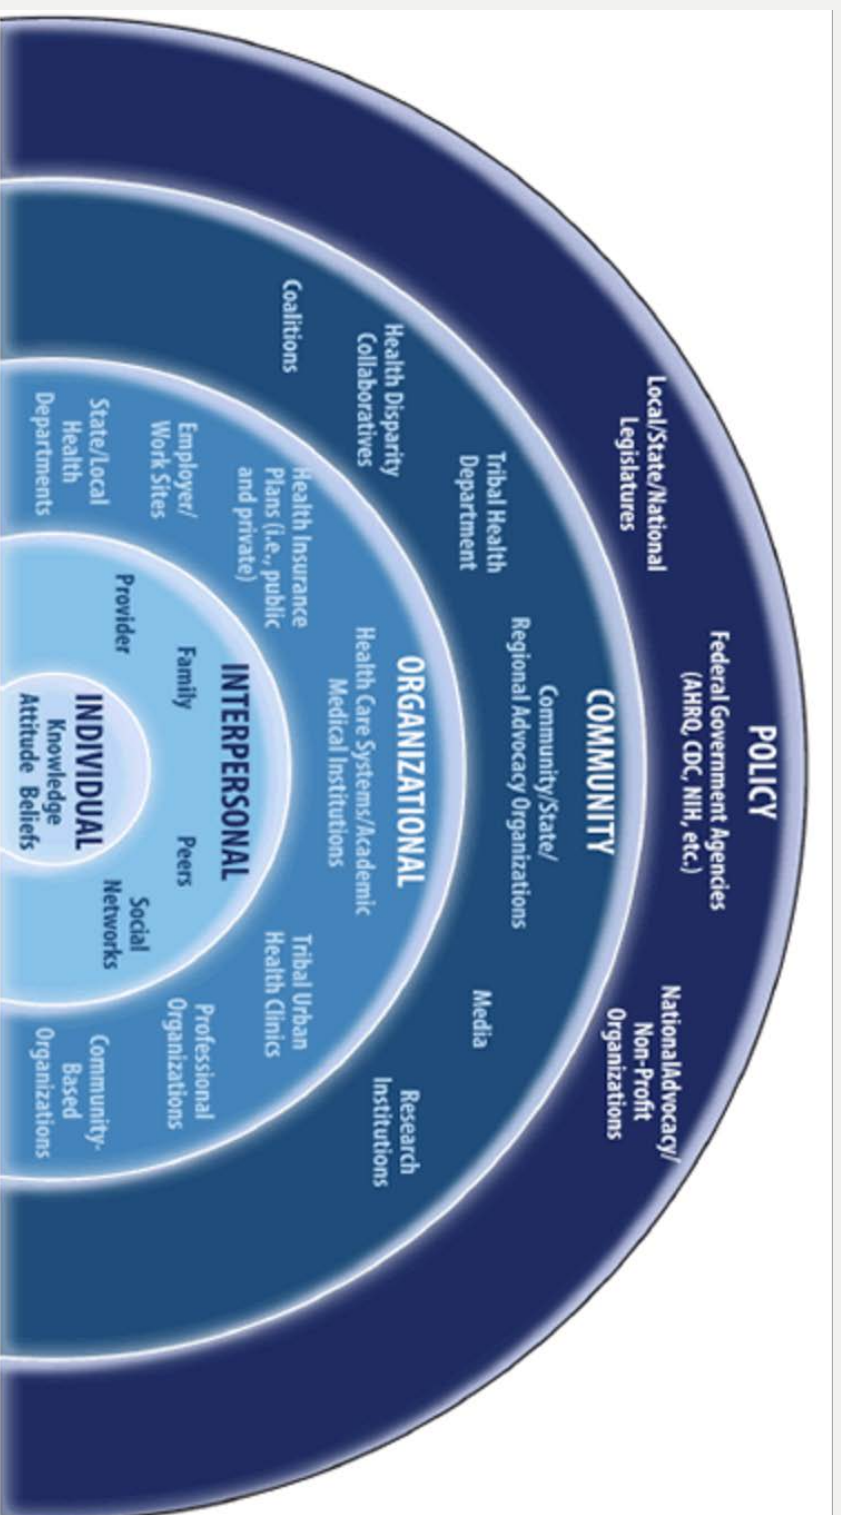 POLICY
Federal Government Agencies
(AHRQ, CDC, NIH, etc.)
Local/State/National
Legislatures
NationalAdvocacy/
Non-Profit
Organizations
COMMUNITY
Community/State/
Regional Advocacy Organizations
Tribal Health
Department
Media
Health Disparity
Collaboratives
Research
Institutions
Coalitions
ORGANIZATIONAL
Health Care Systems/Academic
Medical Institutions
Health Insurance
Plans (i.e., public
and private)
Tribal Urban
Health Clinics
Employer/
Work Sites
Professional
Organizations
State/Local
Health
Departments
Community-
Based
Organizations
INTERPERSONAL
Family
Peers
Provider
Social
Networks
INDIVIDUAL
Knowledge
Attitude Beliefs